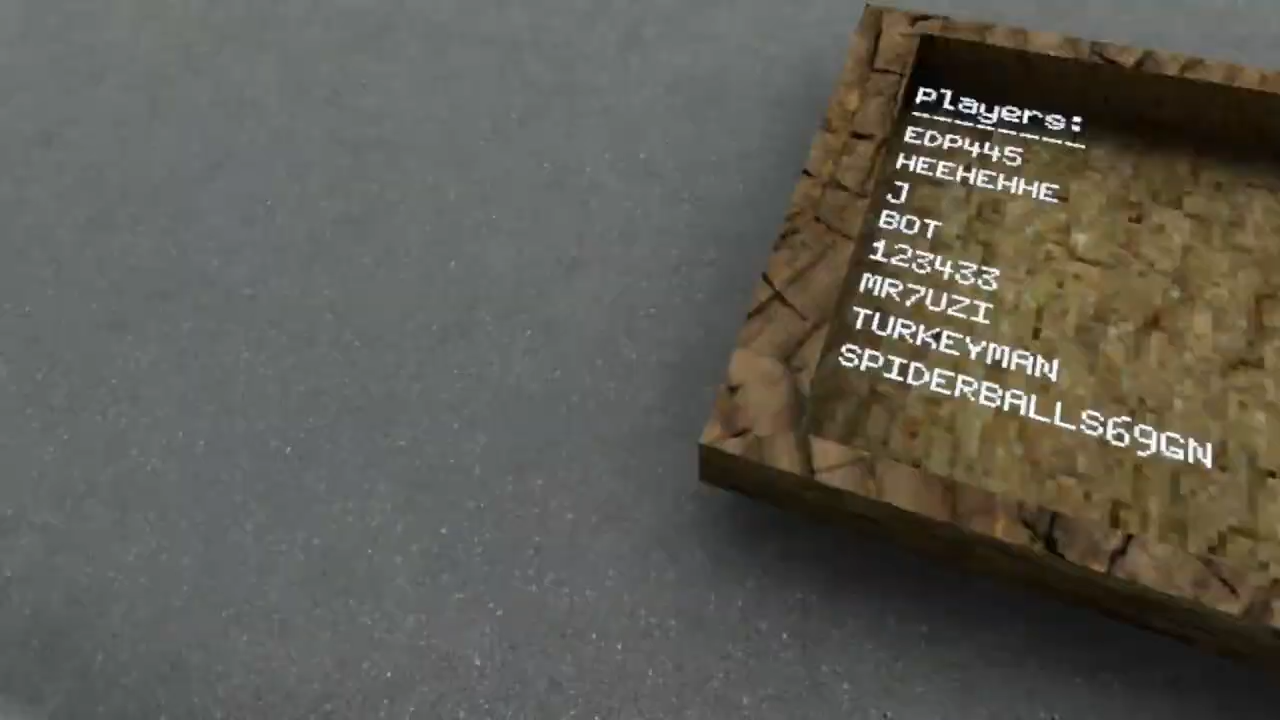 players:
--------
EDP445
HEEHEHHE
J
BOT
123433
MR7UZI
TURKEYMAN
SPIDERBALLS69GN